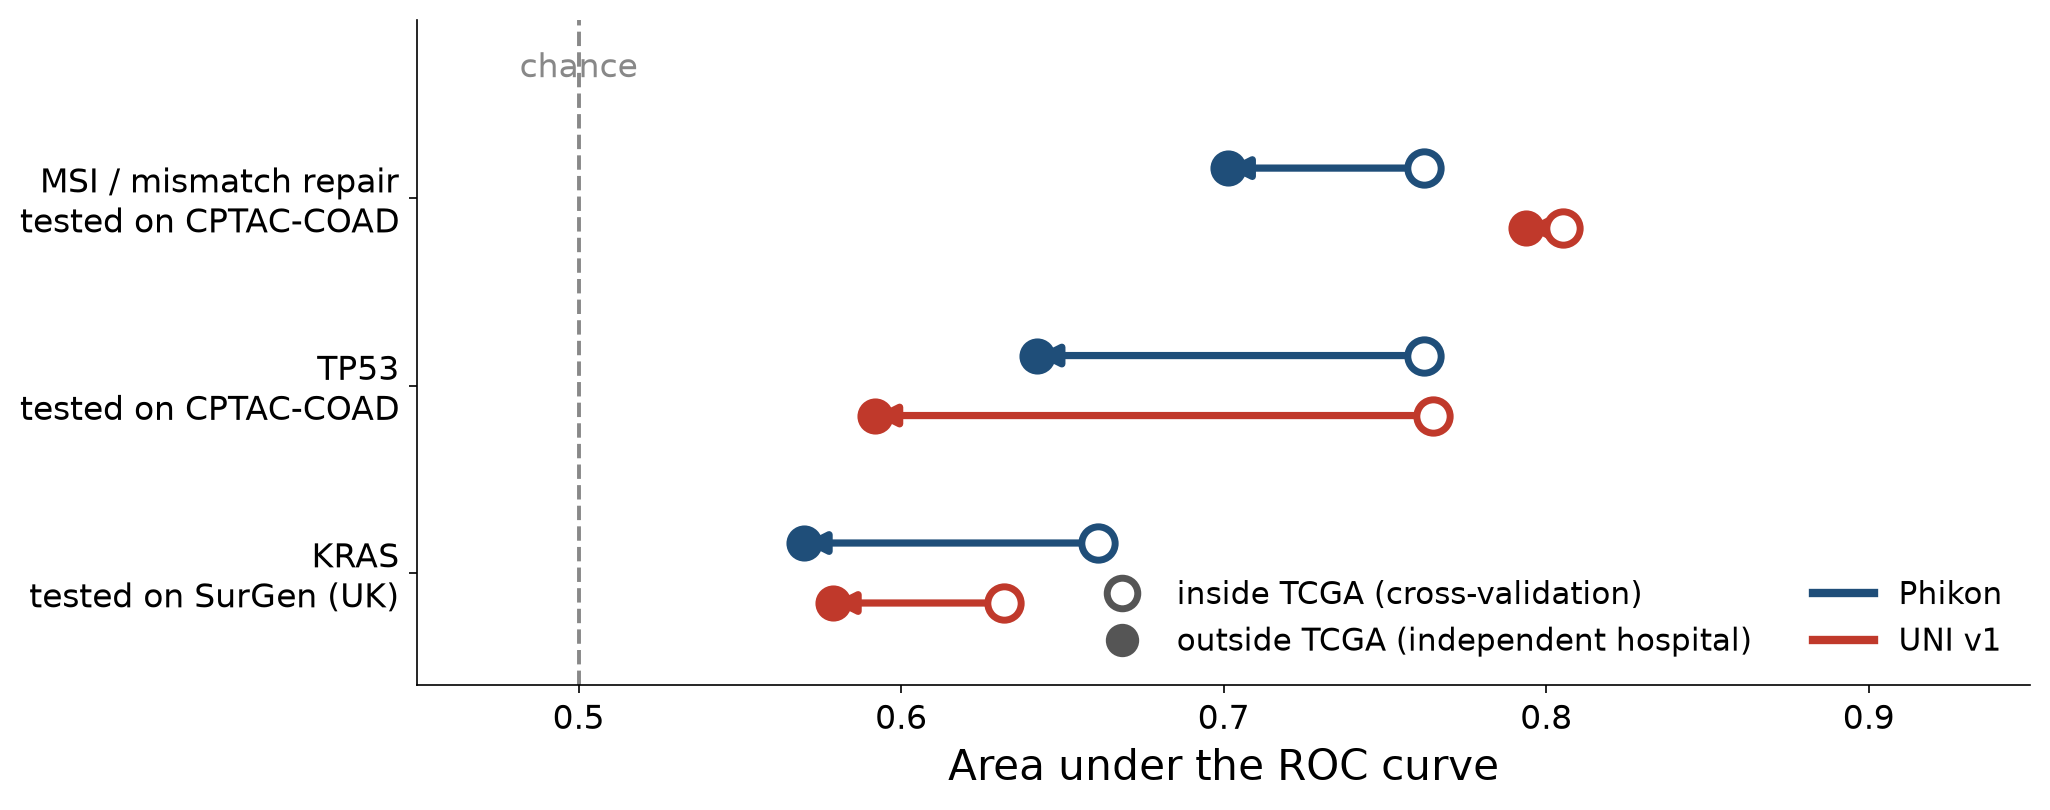 chance
MSI / mismatch repair
tested on CPTAC-COAD
TP53
tested on CPTAC-COAD
KRAS
tested on SurGen (UK)
inside TCGA (cross-validation)
outside TCGA (independent hospital)
Phikon
UNI v1
0.5 0.6 0.7 0.8 0.9
Area under the ROC curve